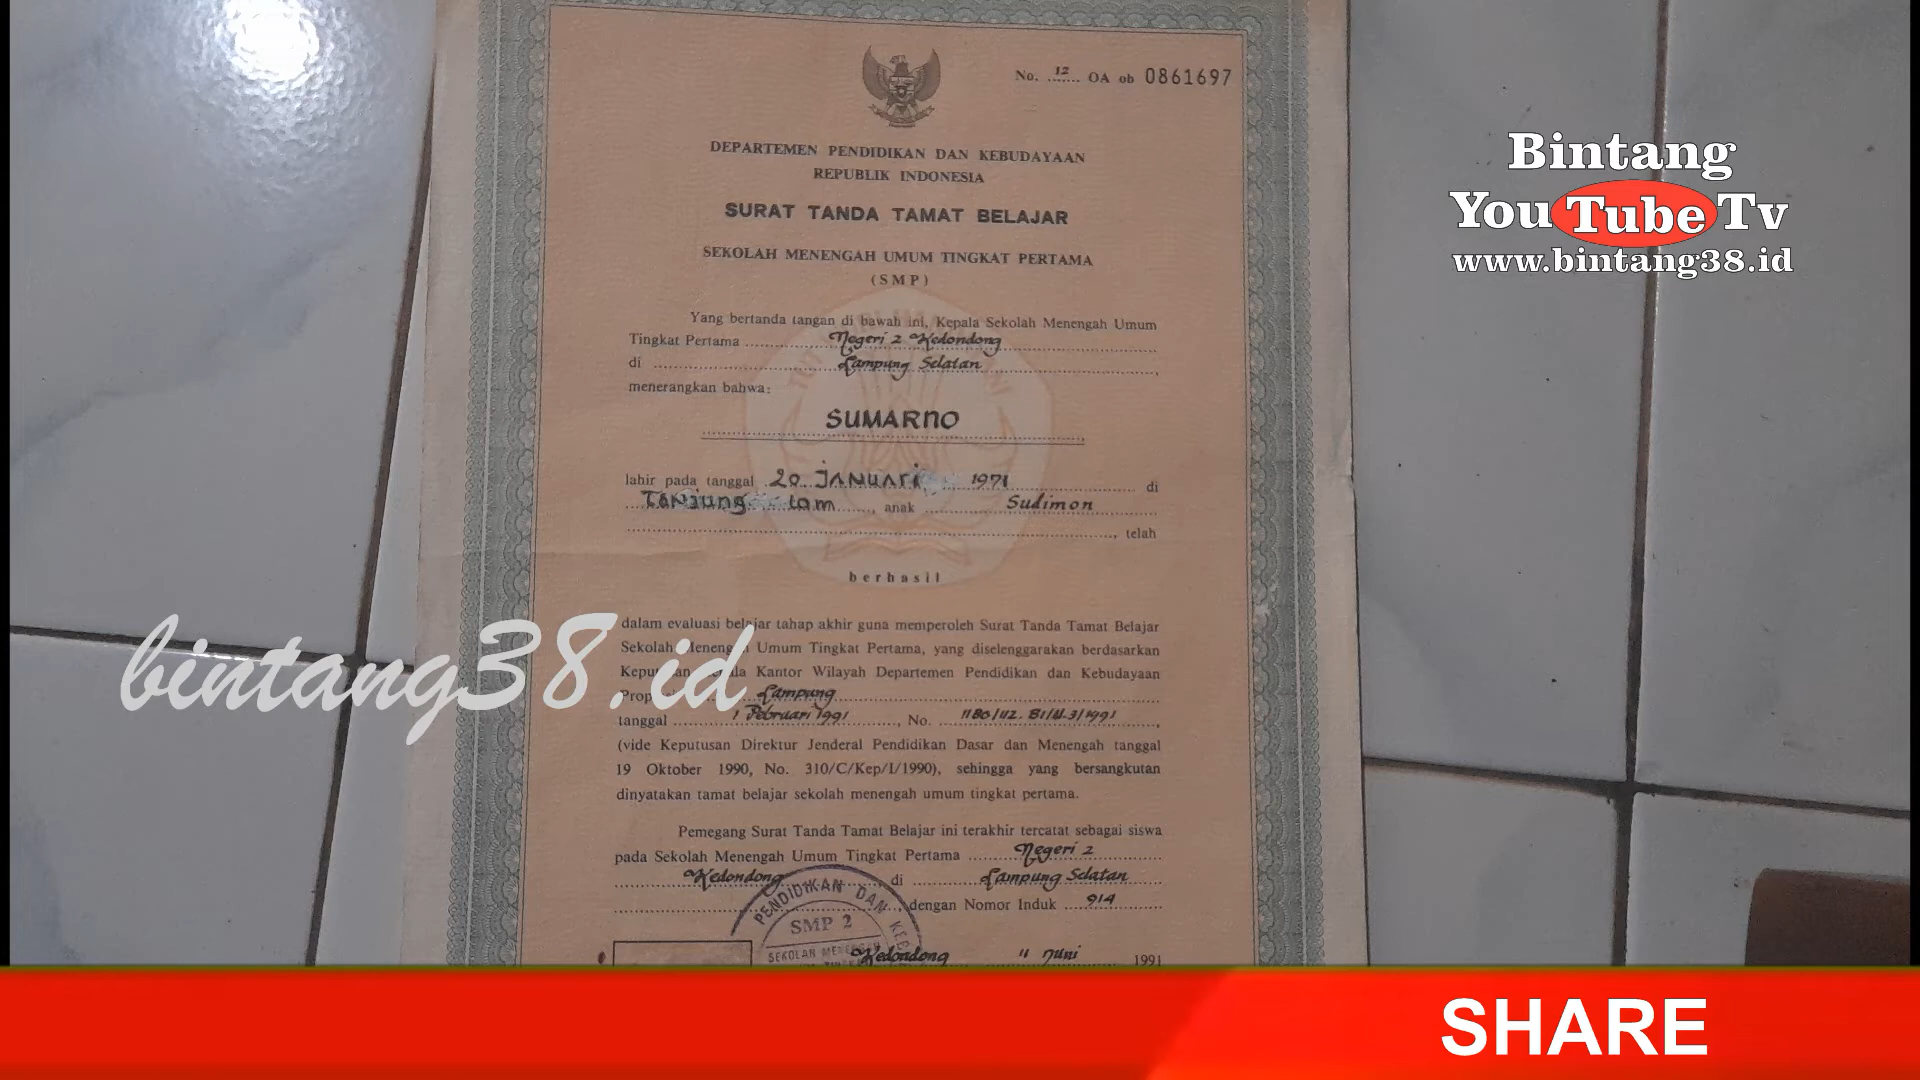 No. 12 OA ob 0861697
DEPARTEMEN PENDIDIKAN DAN KEBUDAYAAN
REPUBLIK INDONESIA
SURAT TANDA TAMAT BELAJAR
SEKOLAH MENENGAH UMUM TINGKAT PERTAMA
(SMP)
Yang bertanda tangan di bawah ini, Kepala Sekolah Menengah Umum
Tingkat Pertama Negeri 2 Kedondong
di Lampung Selatan
menerangkan bahwa:
SUMARNO
lahir pada tanggal 20 JANUARI 1971 di
TANJUNG, anak Sudimon
telah
berhasil
dalam evaluasi belajar tahap akhir guna memperoleh Surat Tanda Tamat Belajar
Sekolah Umum Tingkat Pertama, yang diselenggarakan berdasarkan
Kantor Wilayah Departemen Pendidikan dan Kebudayaan
Lampung
tanggal 1 Februari 1991, No.
(vide Keputusan Direktur Jenderal Pendidikan Dasar dan Menengah tanggal
19 Oktober 1990, No. 310/C/Kep/I/1990), sehingga yang bersangkutan
dinyatakan tamat belajar sekolah menengah umum tingkat pertama.
Pemegang Surat Tanda Tamat Belajar ini terakhir tercatat sebagai siswa
pada Sekolah Menengah Umum Tingkat Pertama Negeri 2
Kedondong di Lampung Selatan
dengan Nomor Induk 914
PENDIDIKAN DAN
SMP 2
SEKOLAH
Kedondong 11 Juni 1991
Bintang
YouTube Tv
www.bintang38.id
bintang38.id
SHARE